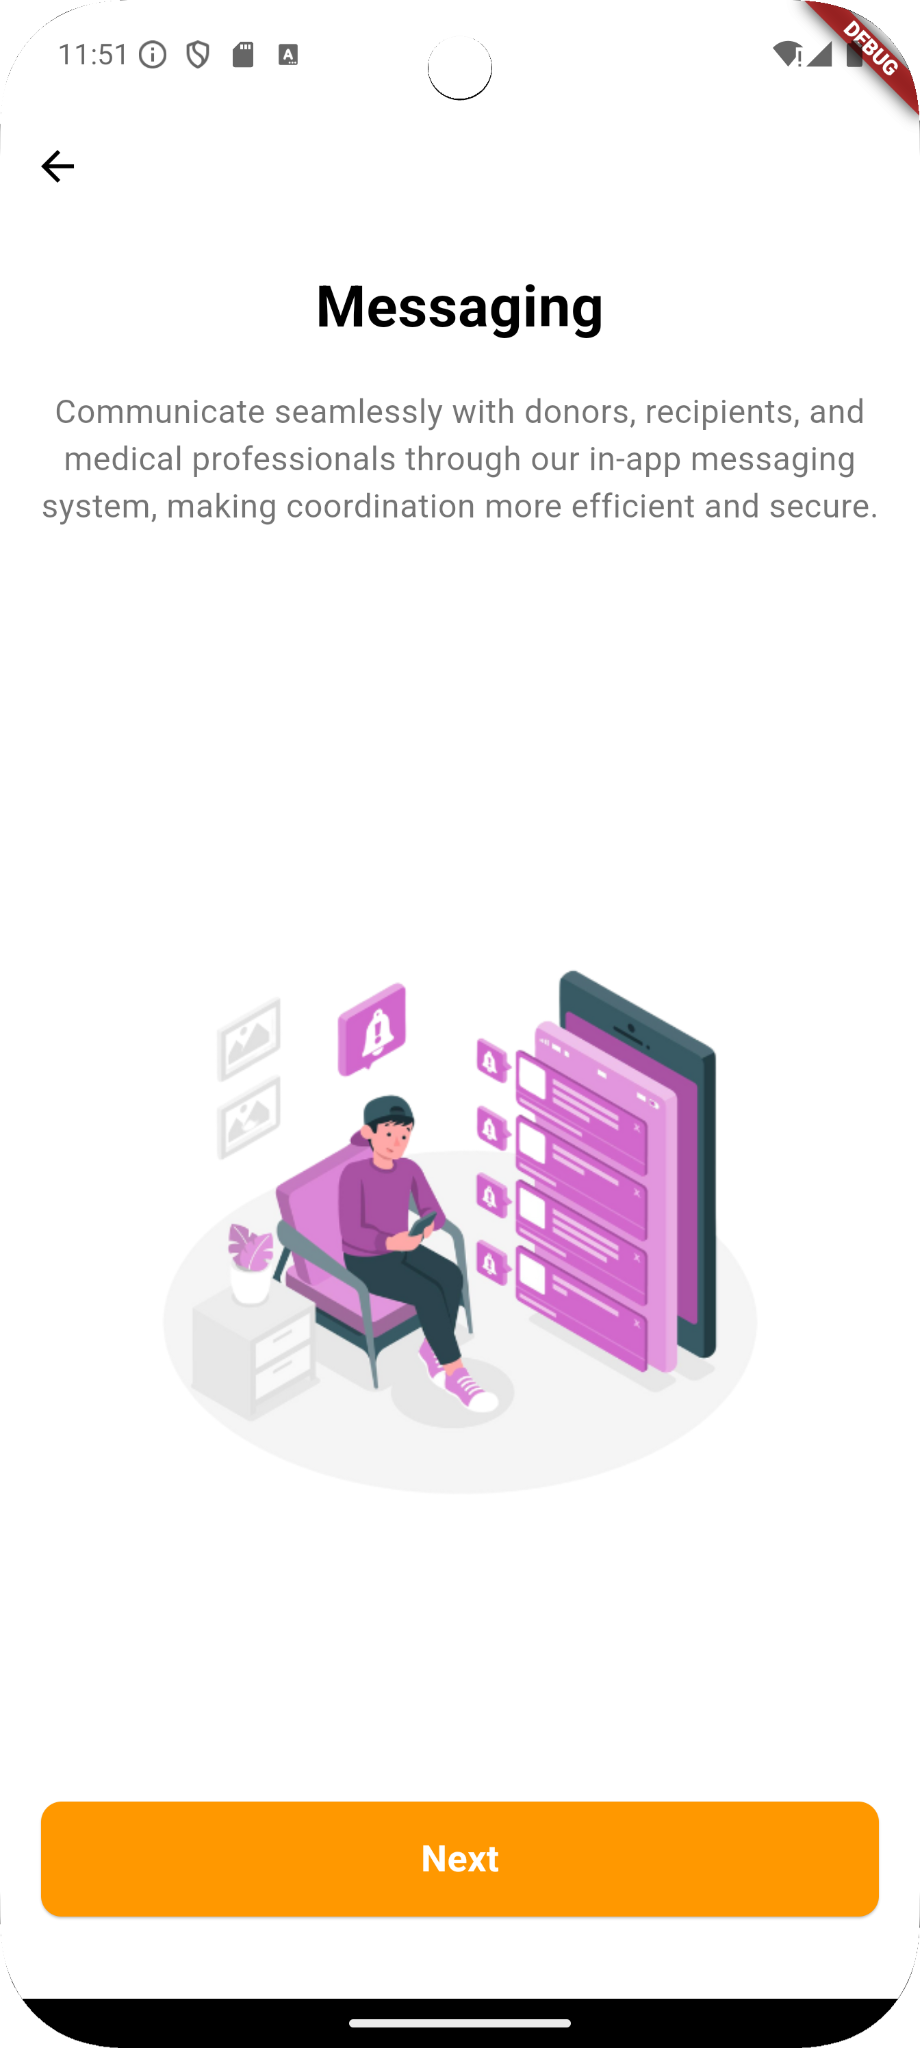 11:51
DEBUG
Messaging
Communicate seamlessly with donors, recipients, and
medical professionals through our in-app messaging
system, making coordination more efficient and secure.
Next